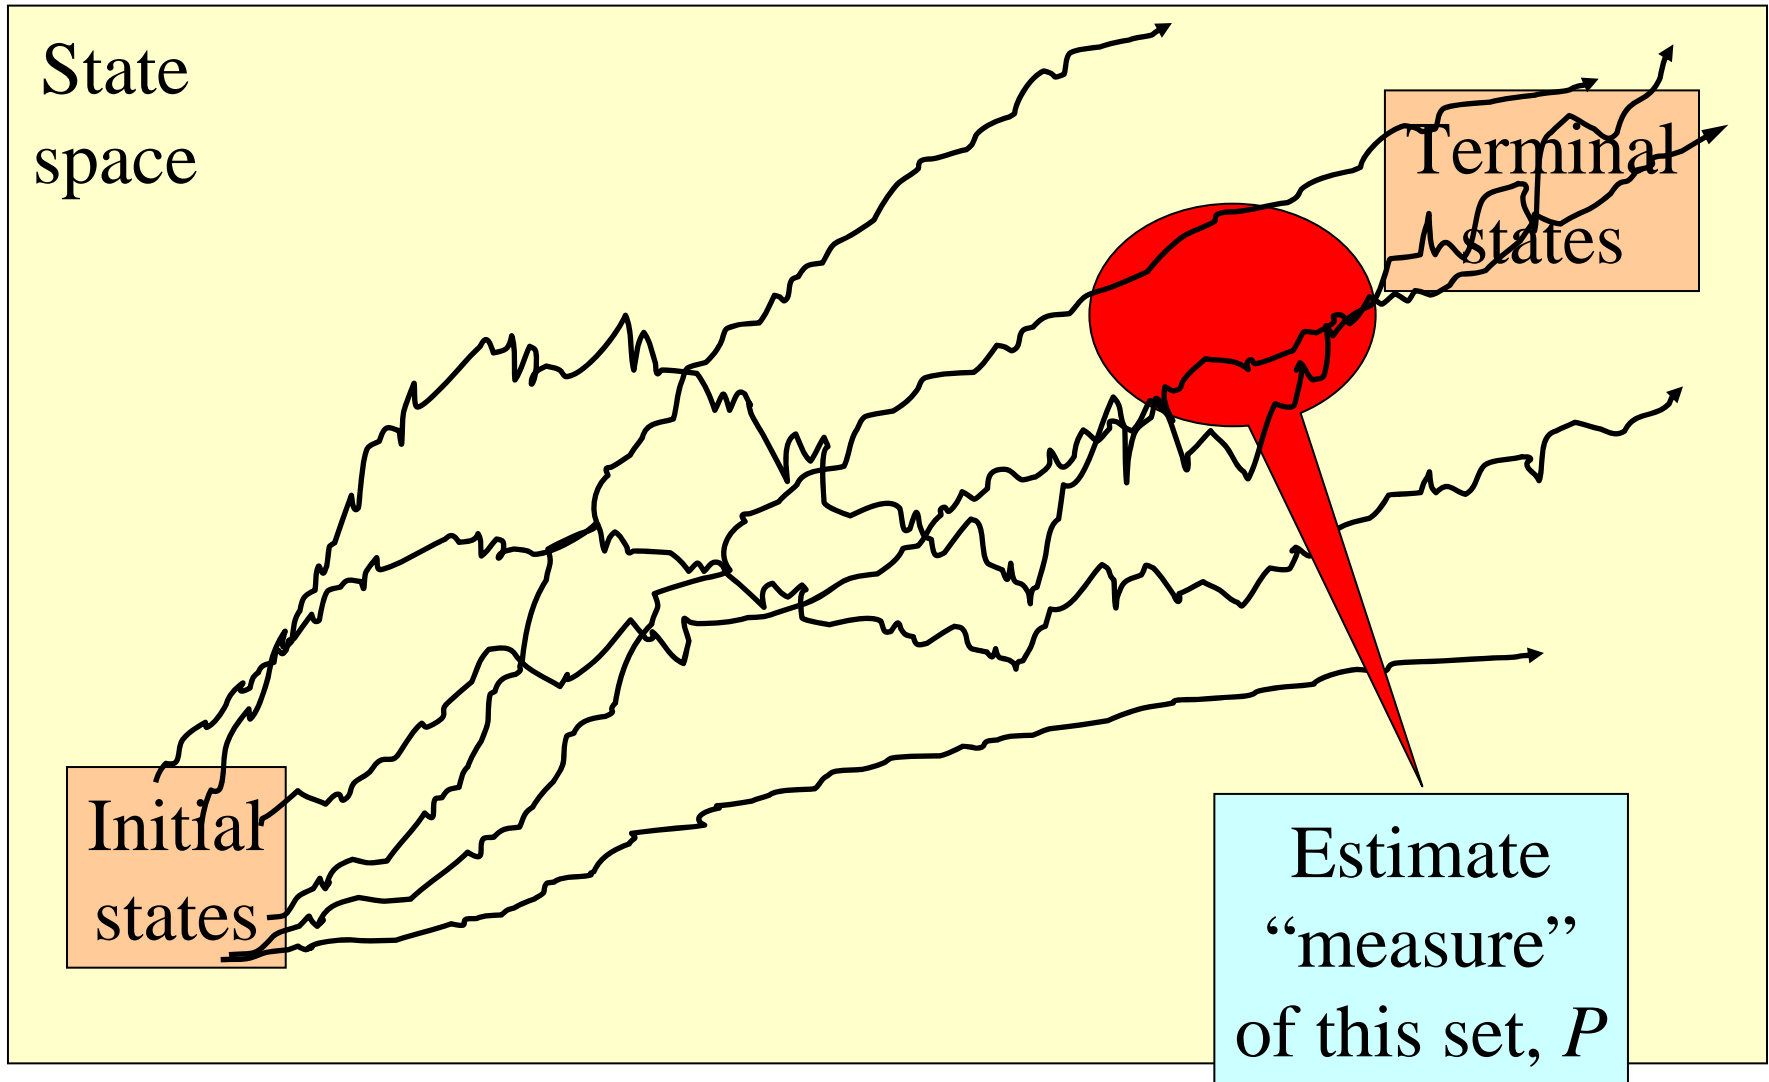 State
space
Terminal
states
Initial
states
Estimate
“measure”
of this set, P